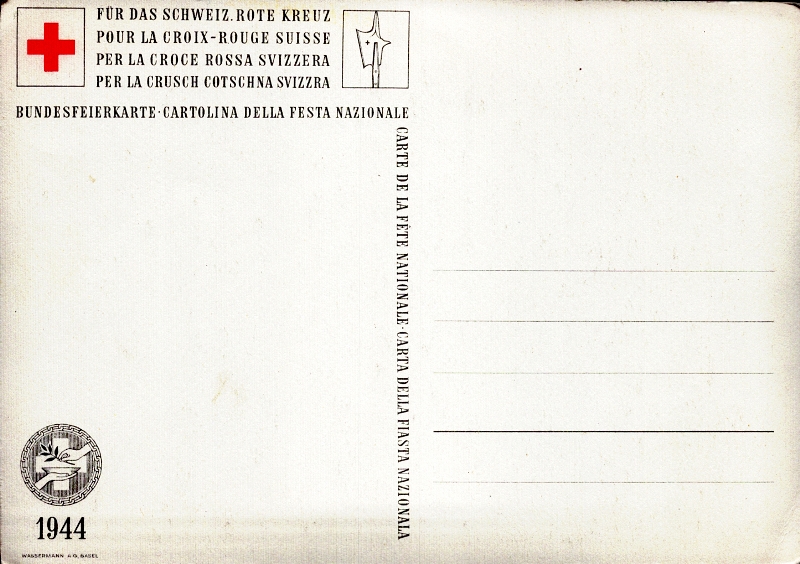 FÜR DAS SCHWEIZ. ROTE KREUZ
POUR LA CROIX-ROUGE SUISSE
PER LA CROCE ROSSA SVIZZERA
PER LA CRUSCH COTSCHNA SVIZZRA
BUNDESFEIERKARTE · CARTOLINA DELLA FESTA NAZIONALE
CARTE DE LA FÊTE NATIONALE · CARTA DELLA FIASTA NAZIONALA
1944
WASSERMANN A.G. BASEL